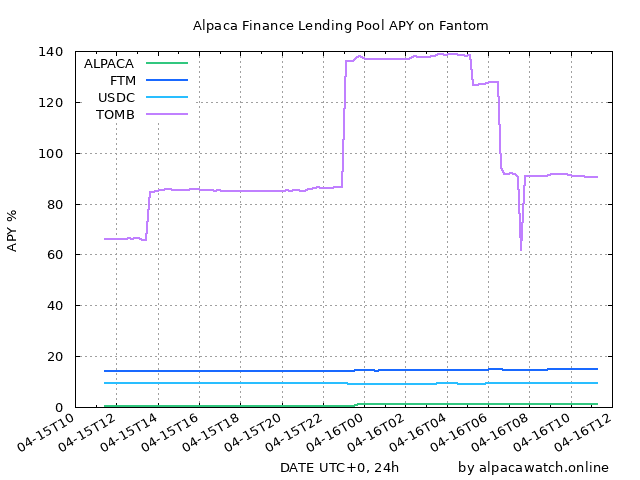 Alpaca Finance Lending Pool APY on Fantom
140
120
100
80
60
40
20
0
APY %
ALPACA
FTM
USDC
TOMB
04-15T10
04-15T12
04-15T14
04-15T16
04-15T18
04-15T20
04-15T22
04-16T00
04-16T02
04-16T04
04-16T06
04-16T08
04-16T10
04-16T12
DATE UTC+0, 24h
by alpacawatch.online